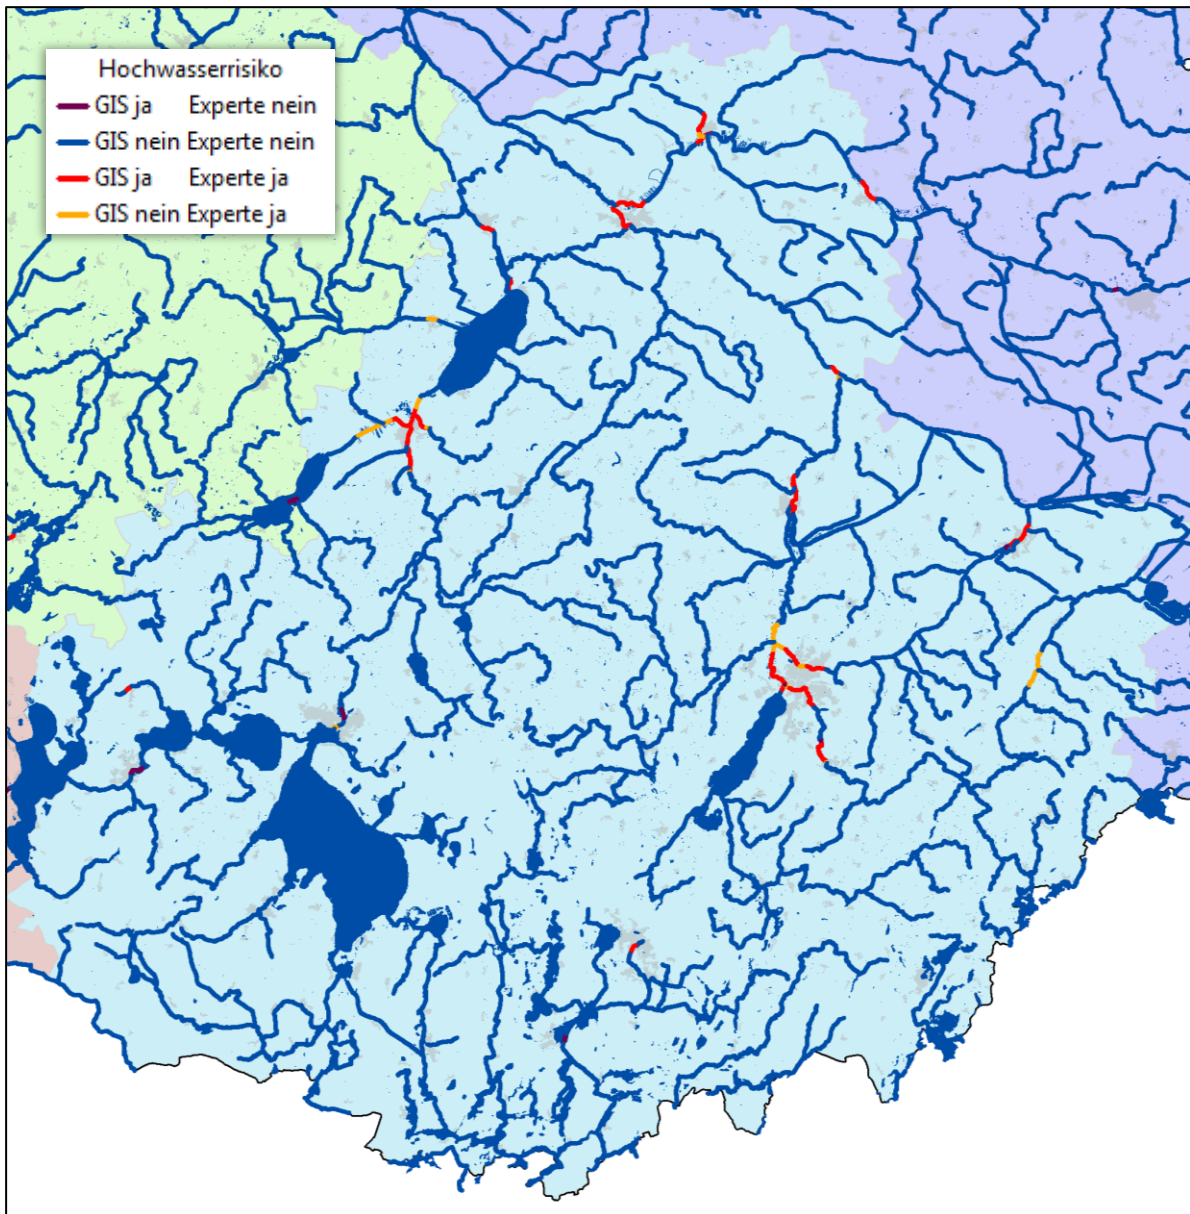 Hochwasserrisiko
GIS ja Experte nein
GIS nein Experte nein
GIS ja Experte ja
GIS nein Experte ja